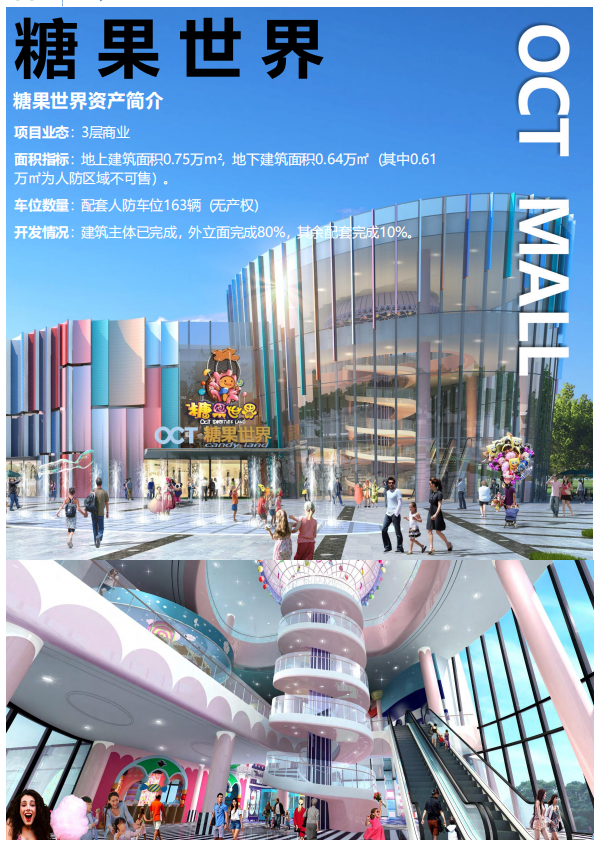 糖果世界
糖果世界资产简介
项目业态：3层商业
面积指标：地上建筑面积0.75万m²，地下建筑面积0.64万㎡（其中0.61
万㎡为人防区域不可售）。
车位数量：配套人防车位163辆（无产权）
开发情况：建筑主体已完成，外立面完成80%，其余配套完成10%。
OCT MALL
糖果世界
OCT 糖果世界
candy land